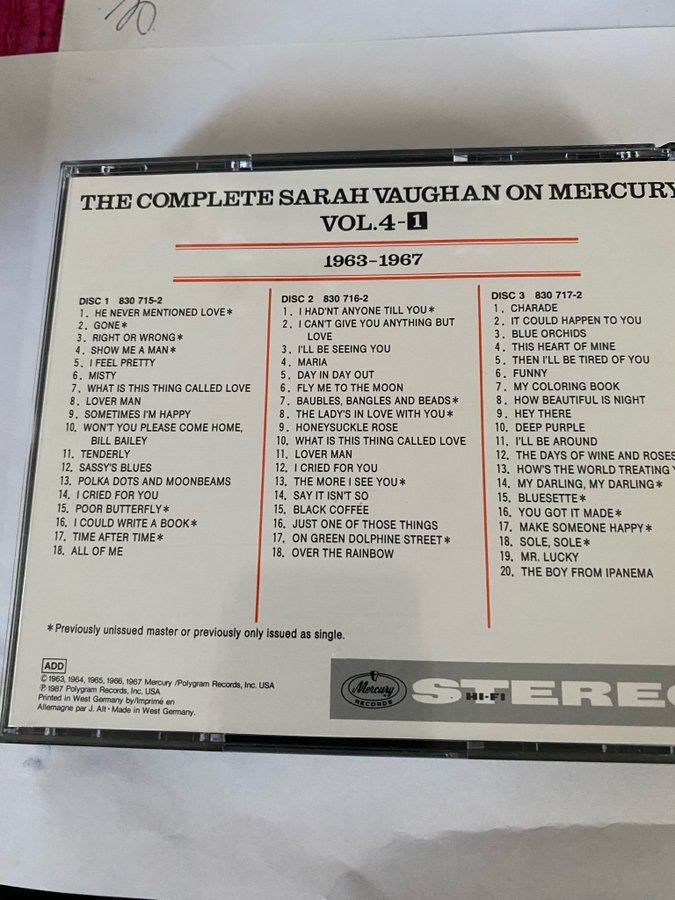 THE COMPLETE SARAH VAUGHAN ON MERCURY
VOL.4-1
1963-1967
DISC 1 830 715-2
1. HE NEVER MENTIONED LOVE*
2. GONE*
3. RIGHT OR WRONG*
4. SHOW ME A MAN*
5. I FEEL PRETTY
6. MISTY
7. WHAT IS THIS THING CALLED LOVE
8. LOVER MAN
9. SOMETIMES I'M HAPPY
10. WON'T YOU PLEASE COME HOME,
BILL BAILEY
11. TENDERLY
12. SASSY'S BLUES
13. POLKA DOTS AND MOONBEAMS
14. I CRIED FOR YOU
15. POOR BUTTERFLY*
16. I COULD WRITE A BOOK*
17. TIME AFTER TIME*
18. ALL OF ME
DISC 2 830 716-2
1. I HAD'NT ANYONE TILL YOU*
2. I CAN'T GIVE YOU ANYTHING BUT
LOVE
3. I'LL BE SEEING YOU
4. MARIA
5. DAY IN DAY OUT
6. FLY ME TO THE MOON
7. BAUBLES, BANGLES AND BEADS*
8. THE LADY'S IN LOVE WITH YOU*
9. HONEYSUCKLE ROSE
10. WHAT IS THIS THING CALLED LOVE
11. LOVER MAN
12. I CRIED FOR YOU
13. THE MORE I SEE YOU*
14. SAY IT ISN'T SO
15. BLACK COFFEE
16. JUST ONE OF THOSE THINGS
17. ON GREEN DOLPHINE STREET*
18. OVER THE RAINBOW
DISC 3 830 717-2
1. CHARADE
2. IT COULD HAPPEN TO YOU
3. BLUE ORCHIDS
4. THIS HEART OF MINE
5. THEN I'LL BE TIRED OF YOU
6. FUNNY
7. MY COLORING BOOK
8. HOW BEAUTIFUL IS NIGHT
9. HEY THERE
10. DEEP PURPLE
11. I'LL BE AROUND
12. THE DAYS OF WINE AND ROSES
13. HOW'S THE WORLD TREATING
14. MY DARLING, MY DARLING*
15. BLUESETTE*
16. YOU GOT IT MADE*
17. MAKE SOMEONE HAPPY*
18. SOLE, SOLE*
19. MR. LUCKY
20. THE BOY FROM IPANEMA
*Previously unissued master or previously only issued as single.
ADD
© 1963, 1964, 1965, 1966, 1967 Mercury /Polygram Records, Inc. USA
℗ 1987 Polygram Records, Inc. USA
Printed in West Germany by/Imprimé en
Allemagne par J. Alt · Made in West Germany.
Mercury
RECORDS
STEREO
HI-FI